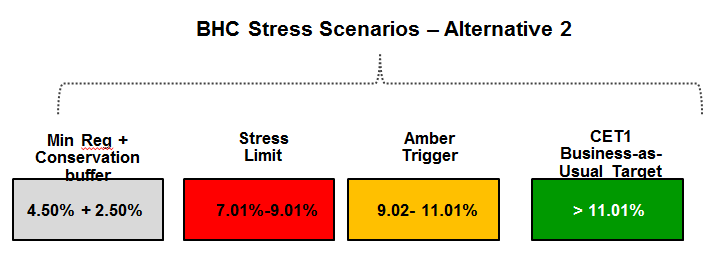 BHC Stress Scenarios – Alternative 2
Min Req +
Conservation
buffer
4.50% + 2.50%
Stress
Limit
7.01%-9.01%
Amber
Trigger
9.02- 11.01%
CET1
Business-as-
Usual Target
> 11.01%